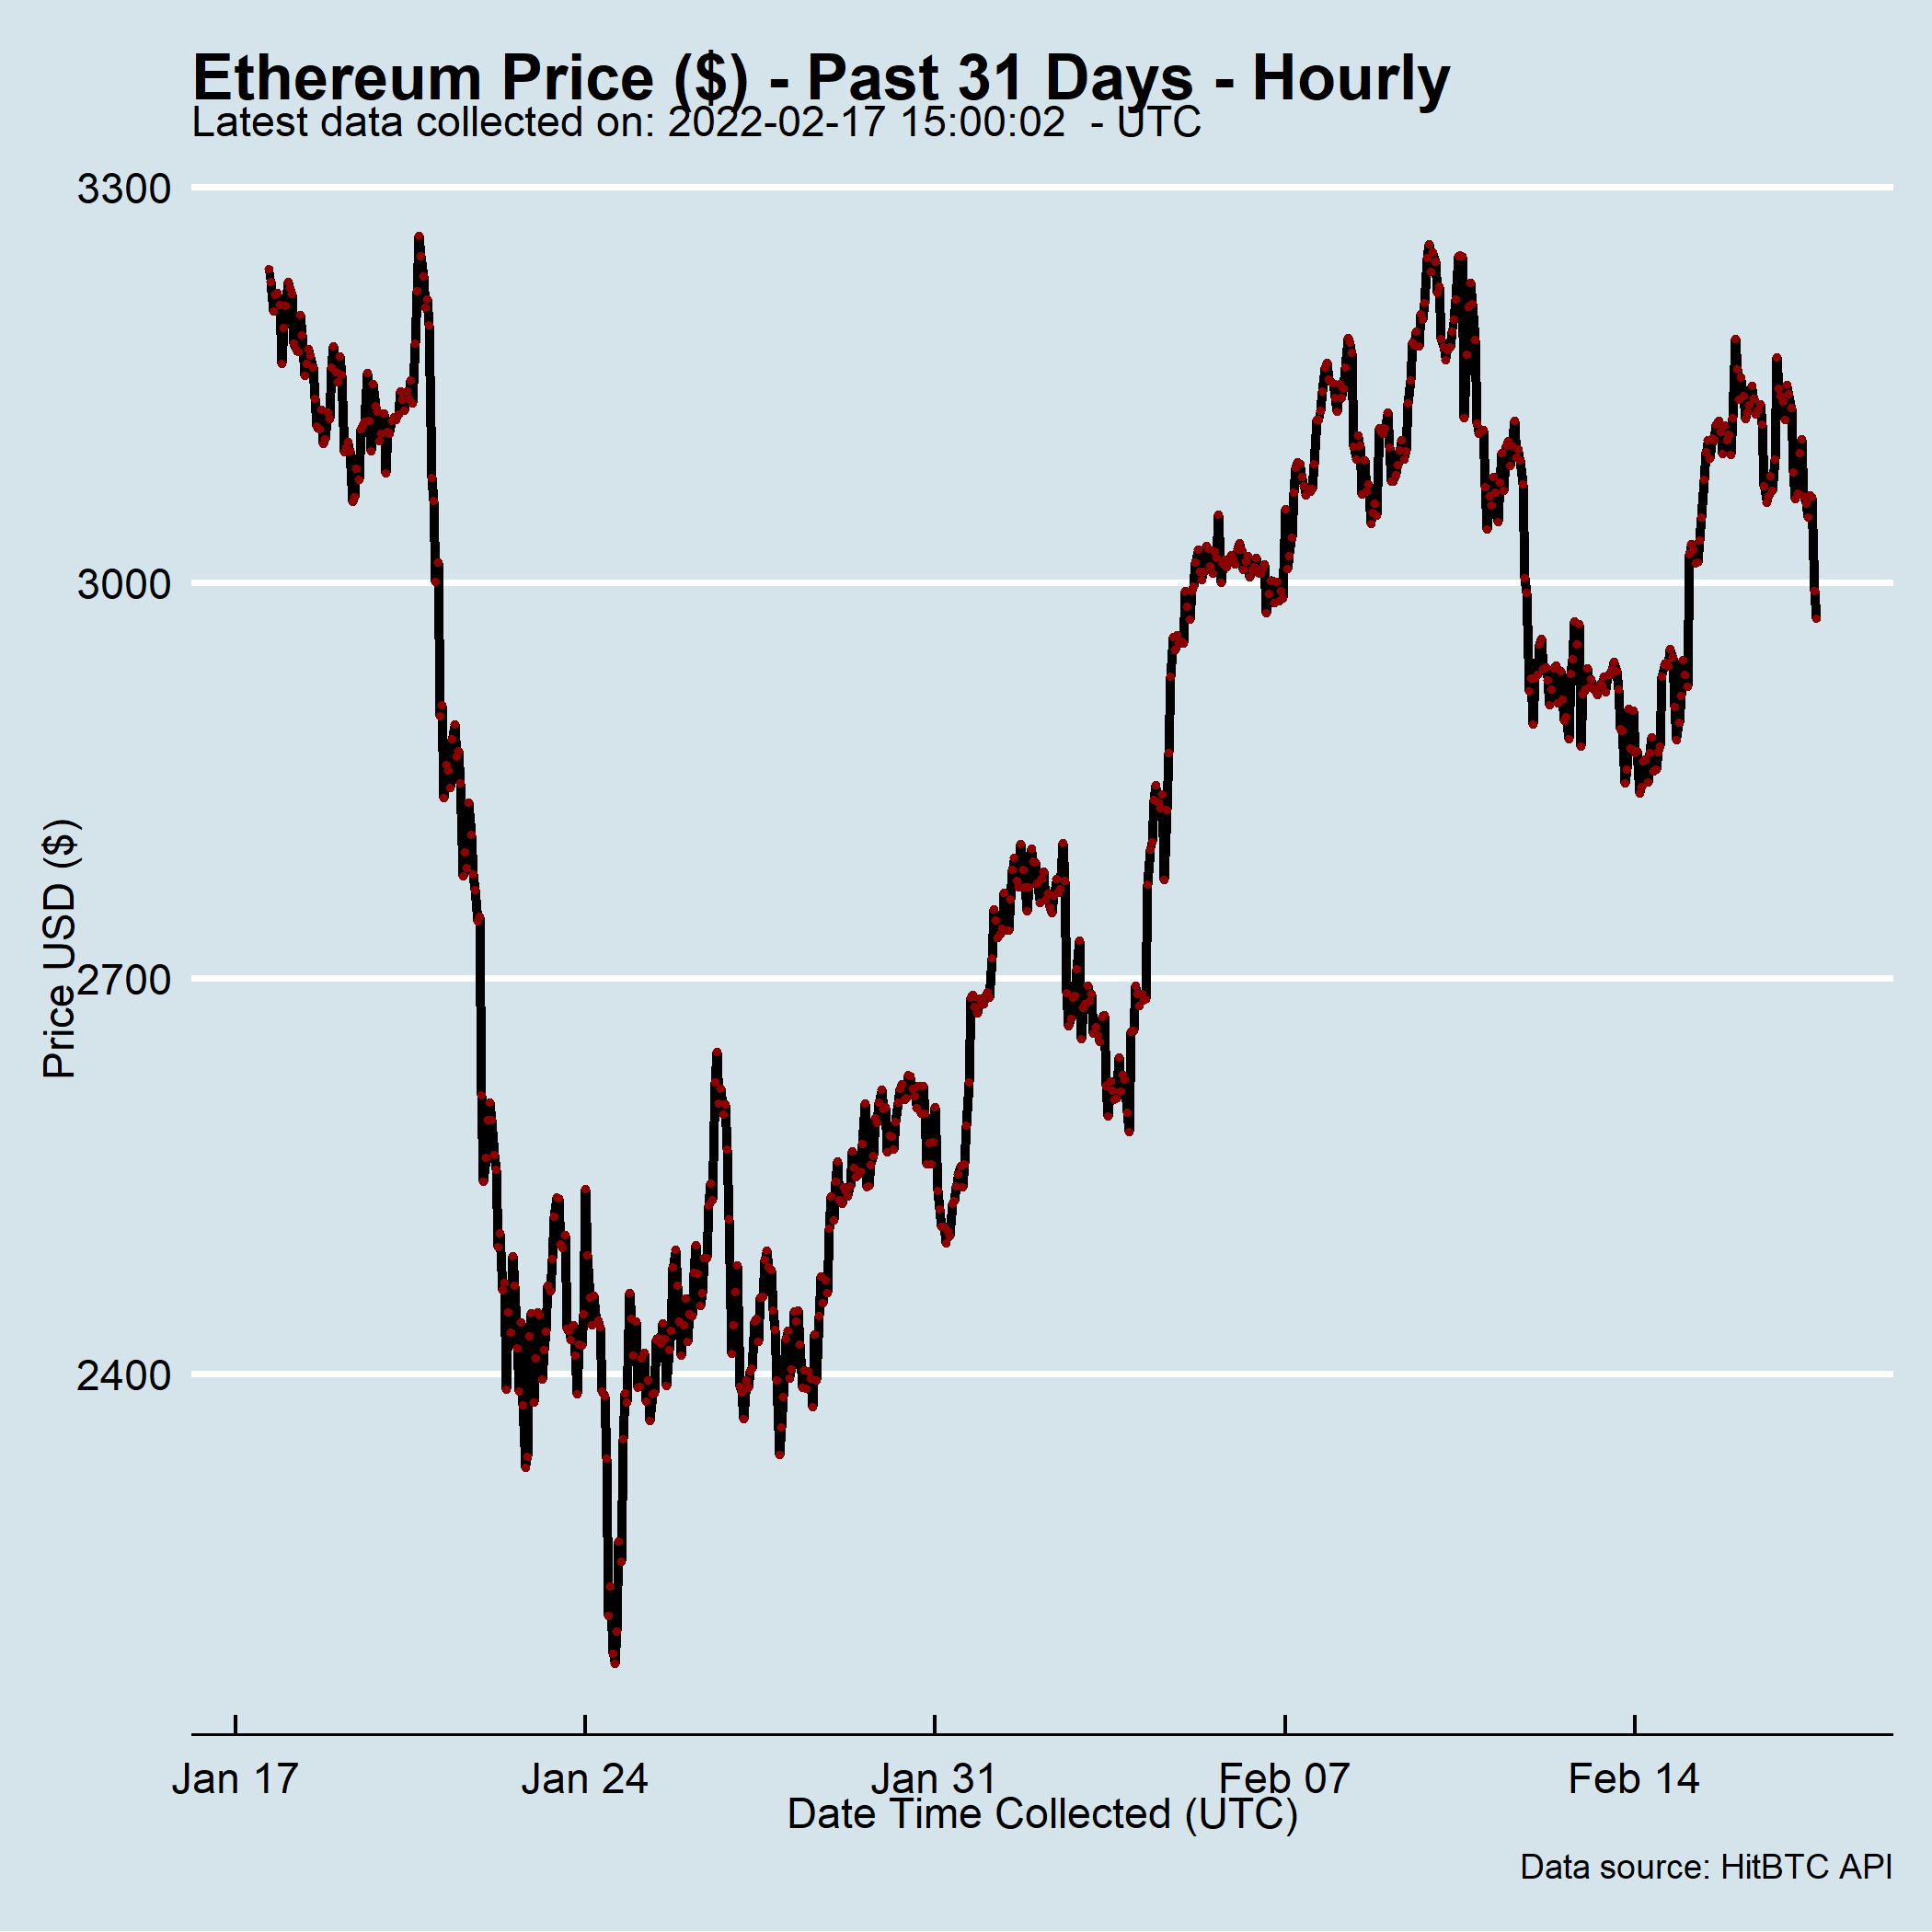 Ethereum Price ($) - Past 31 Days - Hourly
Latest data collected on: 2022-02-17 15:00:02  - UTC
3300
3000
2700
2400
Price USD ($)
Jan 17
Jan 24
Jan 31
Feb 07
Feb 14
Date Time Collected (UTC)
Data source: HitBTC API